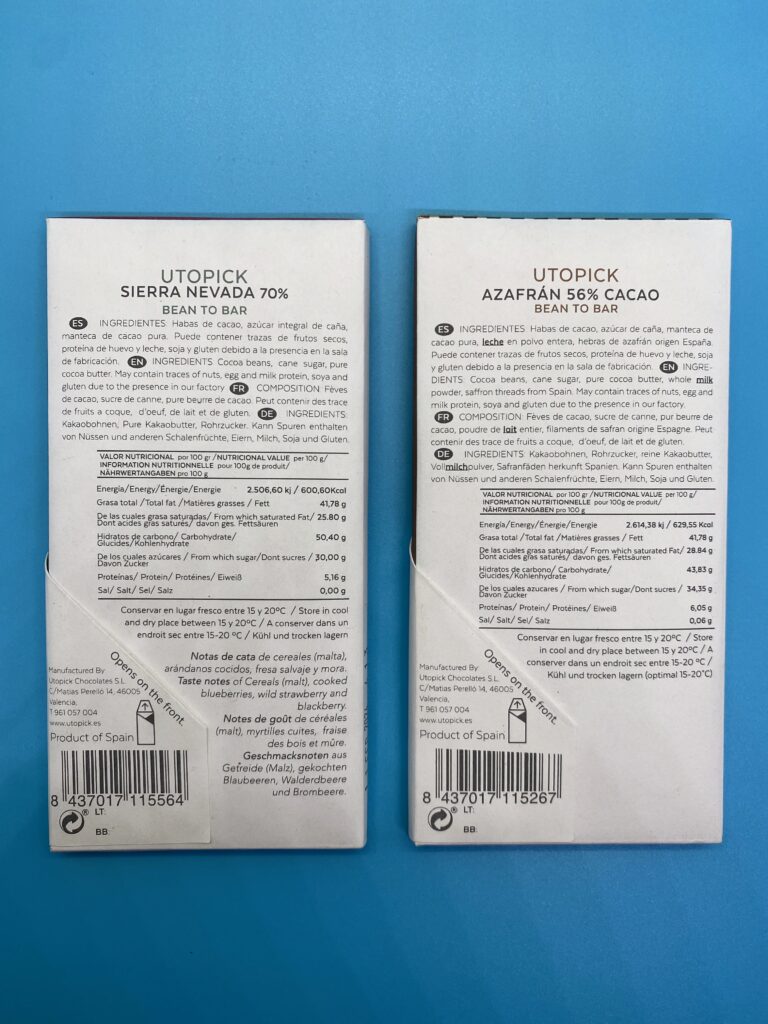 UTOPICK
SIERRA NEVADA 70%
BEAN TO BAR
ES INGREDIENTES: Habas de cacao, azúcar integral de caña,
manteca de cacao pura. Puede contener trazas de frutos secos,
proteína de huevo y leche, soja y gluten debido a la presencia en la sala
de fabricación. EN INGREDIENTS: Cocoa beans, cane sugar, pure
cocoa butter. May contain traces of nuts, egg and milk protein, soya and
gluten due to the presence in our factory FR COMPOSITION: Fèves
de cacao, sucre de canne, pure beurre de cacao. Peut contenir des trace
de fruits a coque, d'oeuf, de lait et de gluten. DE INGREDIENTS:
Kakaobohnen, Pure Kakaobutter, Rohrzucker. Kann Spuren enthalten
von Nüssen und anderen Schalenfrüchte, Eiern, Milch, Soja und Gluten.
VALOR NUTRICIONAL por 100 gr /NUTRITIONAL VALUE per 100 g/
INFORMATION NUTRITIONNELLE pour 100g de produit/
NÄHRWERTANGABEN pro 100 g
Energía/Energy/Énergie/Energie 2.506,60 kj / 600,60Kcal
Grasa total /Total fat /Matières grasses / Fett 41,78 g
De las cuales grasa saturadas/ From which saturated Fat/ 25.80 g
Dont acides gras saturés/ davon ges. Fettsäuren
Hidratos de carbono/ Carbohydrate/ 50,40 g
Glucides/Kohlenhydrate
De los cuales azúcares/ From which sugar/Dont sucres / 30,00 g
Davon Zucker
Proteínas/ Protein/ Protéines/ Eiweiß 5,16 g
Sal/ Salt/ Sel/ Salz 0,00 g
Conservar en lugar fresco entre 15 y 20ºC / Store in cool
and dry place between 15 y 20ºC / A conserver dans un
endroit sec entre 15-20 ºC / Kühl und trocken lagern
Notas de cata de cereales (malta),
arándanos cocidos, fresa salvaje y mora.
Taste notes of Cereals (malt), cooked
blueberries, wild strawberry and
blackberry.
Notes de goût de céréales
(malt), myrtilles cuites, fraise
des bois et mûre.
Geschmacksnoten aus
Getreide (Malz), gekochten
Blaubeeren, Walderdbeere
und Brombeere.
Opens on the front.
Manufactured By:
Utopick Chocolates S.L
C/Matias Perelló 14, 46005
Valencia,
T 961 057 004
www.utopick.es
Product of Spain
8 437017 115564
® LT:
BB:
UTOPICK
AZAFRÁN 56% CACAO
BEAN TO BAR
ES INGREDIENTES: Habas de cacao, azúcar de caña, manteca de
cacao pura, leche en polvo entera, hebras de azafrán origen España.
Puede contener trazas de frutos secos, proteína de huevo y leche, soja
y gluten debido a la presencia en la sala de fabricación. EN INGRE-
DIENTS: Cocoa beans, cane sugar, pure cocoa butter, whole milk
powder, saffron threads from Spain. May contain traces of nuts, egg and
milk protein, soya and gluten due to the presence in our factory.
FR COMPOSITION: Fèves de cacao, sucre de canne, pur beurre de
cacao, poudre de lait entier, filaments de safran origine Espagne. Peut
contenir des trace de fruits a coque, d'oeuf, de lait et de gluten.
DE INGREDIENTS: Kakaobohnen, Rohrzucker, reine Kakaobutter,
Vollmilchpulver, Safranfäden herkunft Spanien. Kann Spuren enthalten
von Nüssen und anderen Schalenfrüchte, Eiern, Milch, Soja und Gluten.
VALOR NUTRICIONAL por 100 gr /NUTRITIONAL VALUE per 100 g/
INFORMATION NUTRITIONNELLE pour 100g de produit/
NÄHRWERTANGABEN pro 100 g
Energía/Energy/Énergie/Energie 2.614,38 kj / 629,55 Kcal
Grasa total /Total fat /Matières grasses / Fett 41,78 g
De las cuales grasa saturadas/ From which saturated Fat/ 28.84 g
Dont acides gras saturés/ davon ges. Fettsäuren
Hidratos de carbono/ Carbohydrate/ 43,83 g
Glucides/Kohlenhydrate
De los cuales azucares / From which sugar/Dont sucres / 34,35 g
Davon Zucker
Proteínas/ Protein/ Protéines/ Eiweiß 6,05 g
Sal/ Salt/ Sel/ Salz 0,06 g
Conservar en lugar fresco entre 15 y 20ºC / Store
in cool and dry place between 15 y 20ºC / A
conserver dans un endroit sec entre 15-20 ºC /
Kühl und trocken lagern (optimal 15-20ºC)
Opens on the front.
Manufactured By:
Utopick Chocolates S.L
C/Matias Perelló 14, 46005
Valencia,
T 961 057 004
www.utopick.es
Product of Spain
8 437017 115267
® LT:
BB: